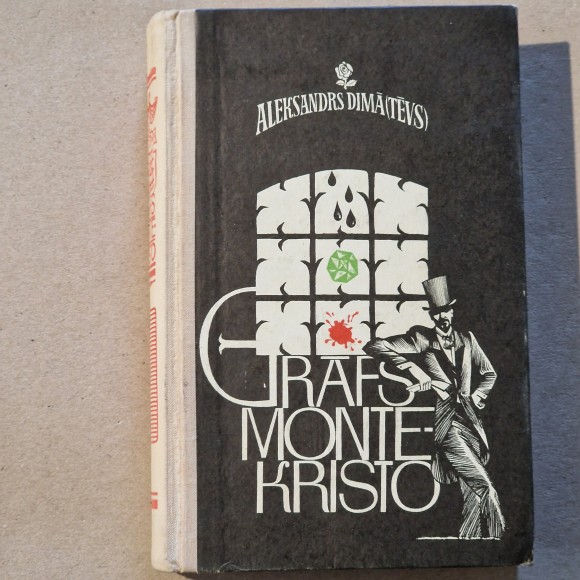 ALEKSANDRS DIMĀ(TĒVS)
GRĀFS
MONTE-
KRISTO